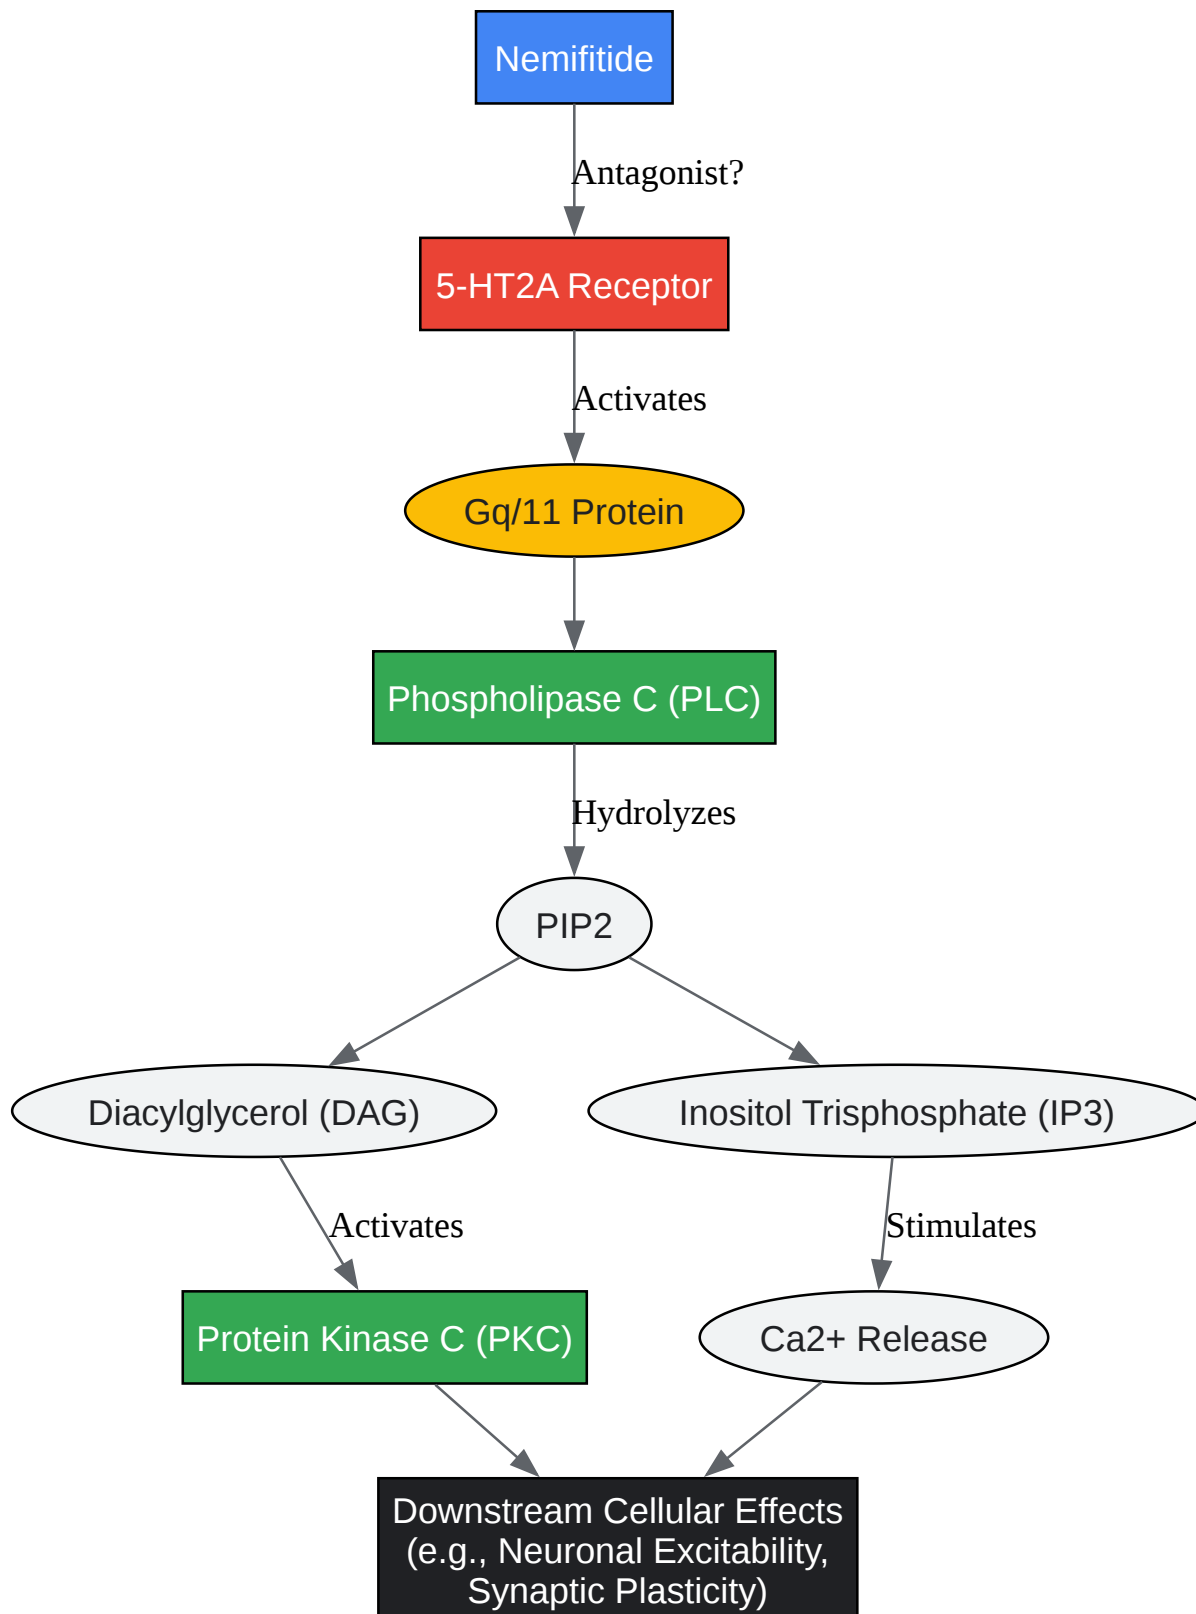 Nemifitide
Antagonist?
5-HT2A Receptor
Activates
Gq/11 Protein
Phospholipase C (PLC)
Hydrolyzes
PIP2
Diacylglycerol (DAG)
Inositol Trisphosphate (IP3)
Activates
Stimulates
Protein Kinase C (PKC)
Ca2+ Release
Downstream Cellular Effects
(e.g., Neuronal Excitability,
Synaptic Plasticity)